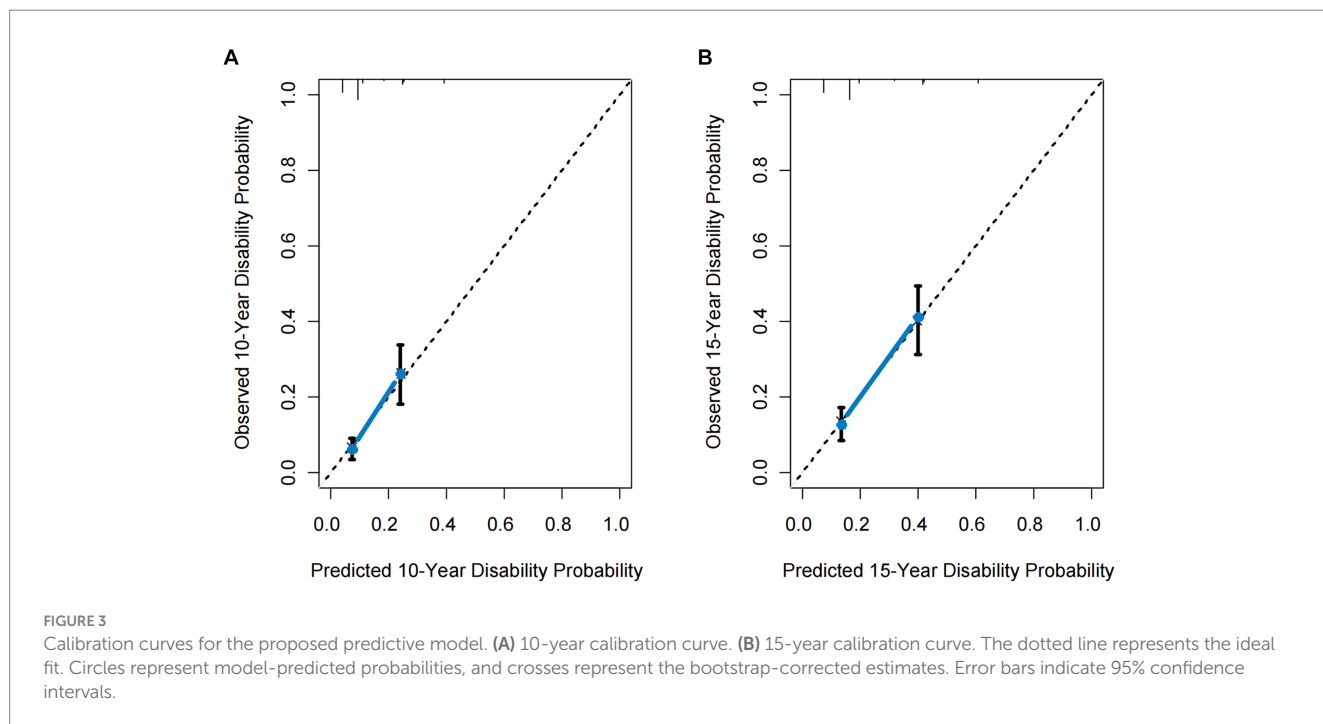 A
B
Observed 10-Year Disability Probability
0.0 0.2 0.4 0.6 0.8 1.0
0.0 0.2 0.4 0.6 0.8 1.0
Predicted 10-Year Disability Probability
Observed 15-Year Disability Probability
0.0 0.2 0.4 0.6 0.8 1.0
0.0 0.2 0.4 0.6 0.8 1.0
Predicted 15-Year Disability Probability
FIGURE 3
Calibration curves for the proposed predictive model. (A) 10-year calibration curve. (B) 15-year calibration curve. The dotted line represents the ideal
fit. Circles represent model-predicted probabilities, and crosses represent the bootstrap-corrected estimates. Error bars indicate 95% confidence
intervals.